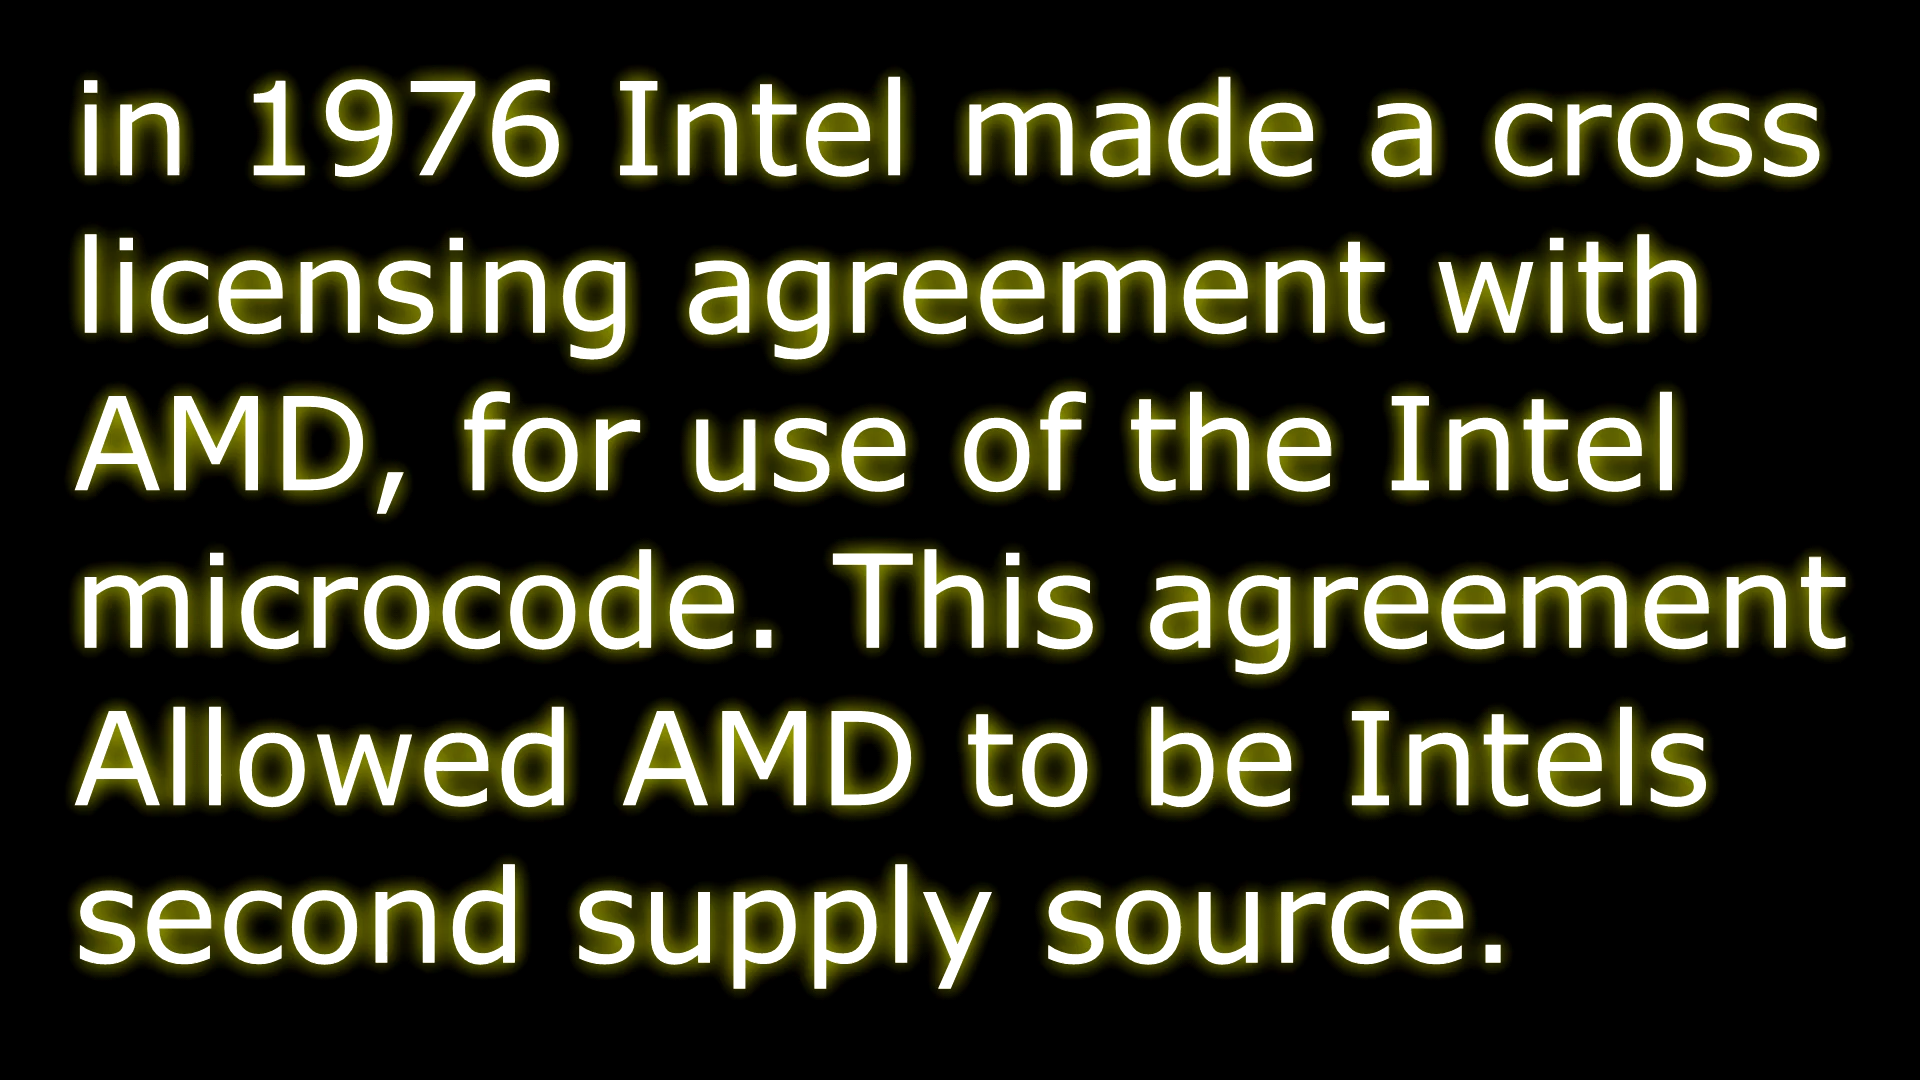 in 1976 Intel made a cross
licensing agreement with
AMD, for use of the Intel
microcode. This agreement
Allowed AMD to be Intels
second supply source.